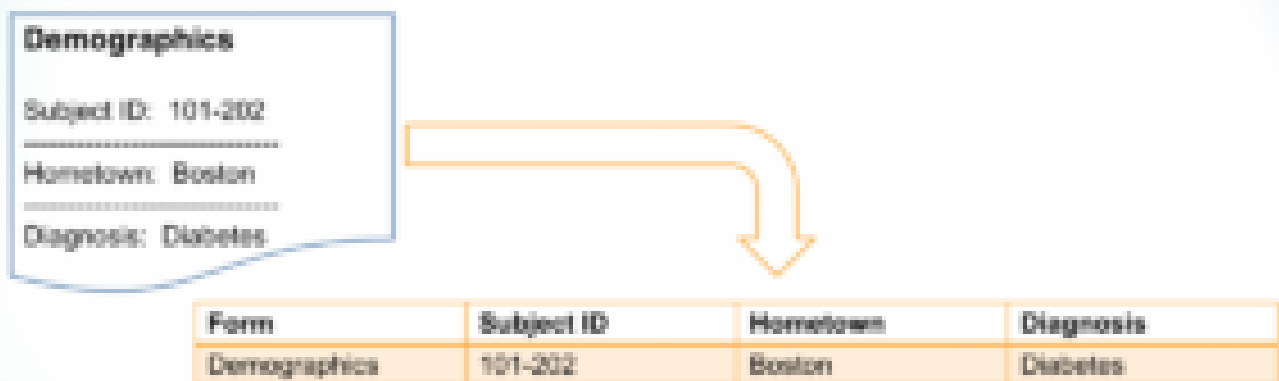 Demographics
Subject ID: 101-202
Hometown: Boston
Diagnosis: Diabetes
Form Subject ID Hometown Diagnosis
Demographics 101-202 Boston Diabetes